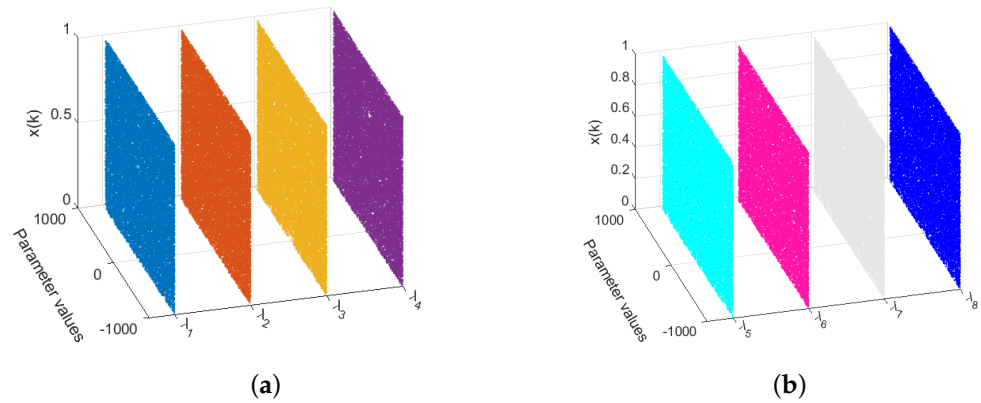 1
0.5
0
x(k)
1000
0
-1000
Parameter values
λ1
λ2
λ3
λ4
(a)
1
0.8
0.6
0.4
0.2
0
x(k)
1000
0
-1000
Parameter values
λ5
λ6
λ7
λ8
(b)